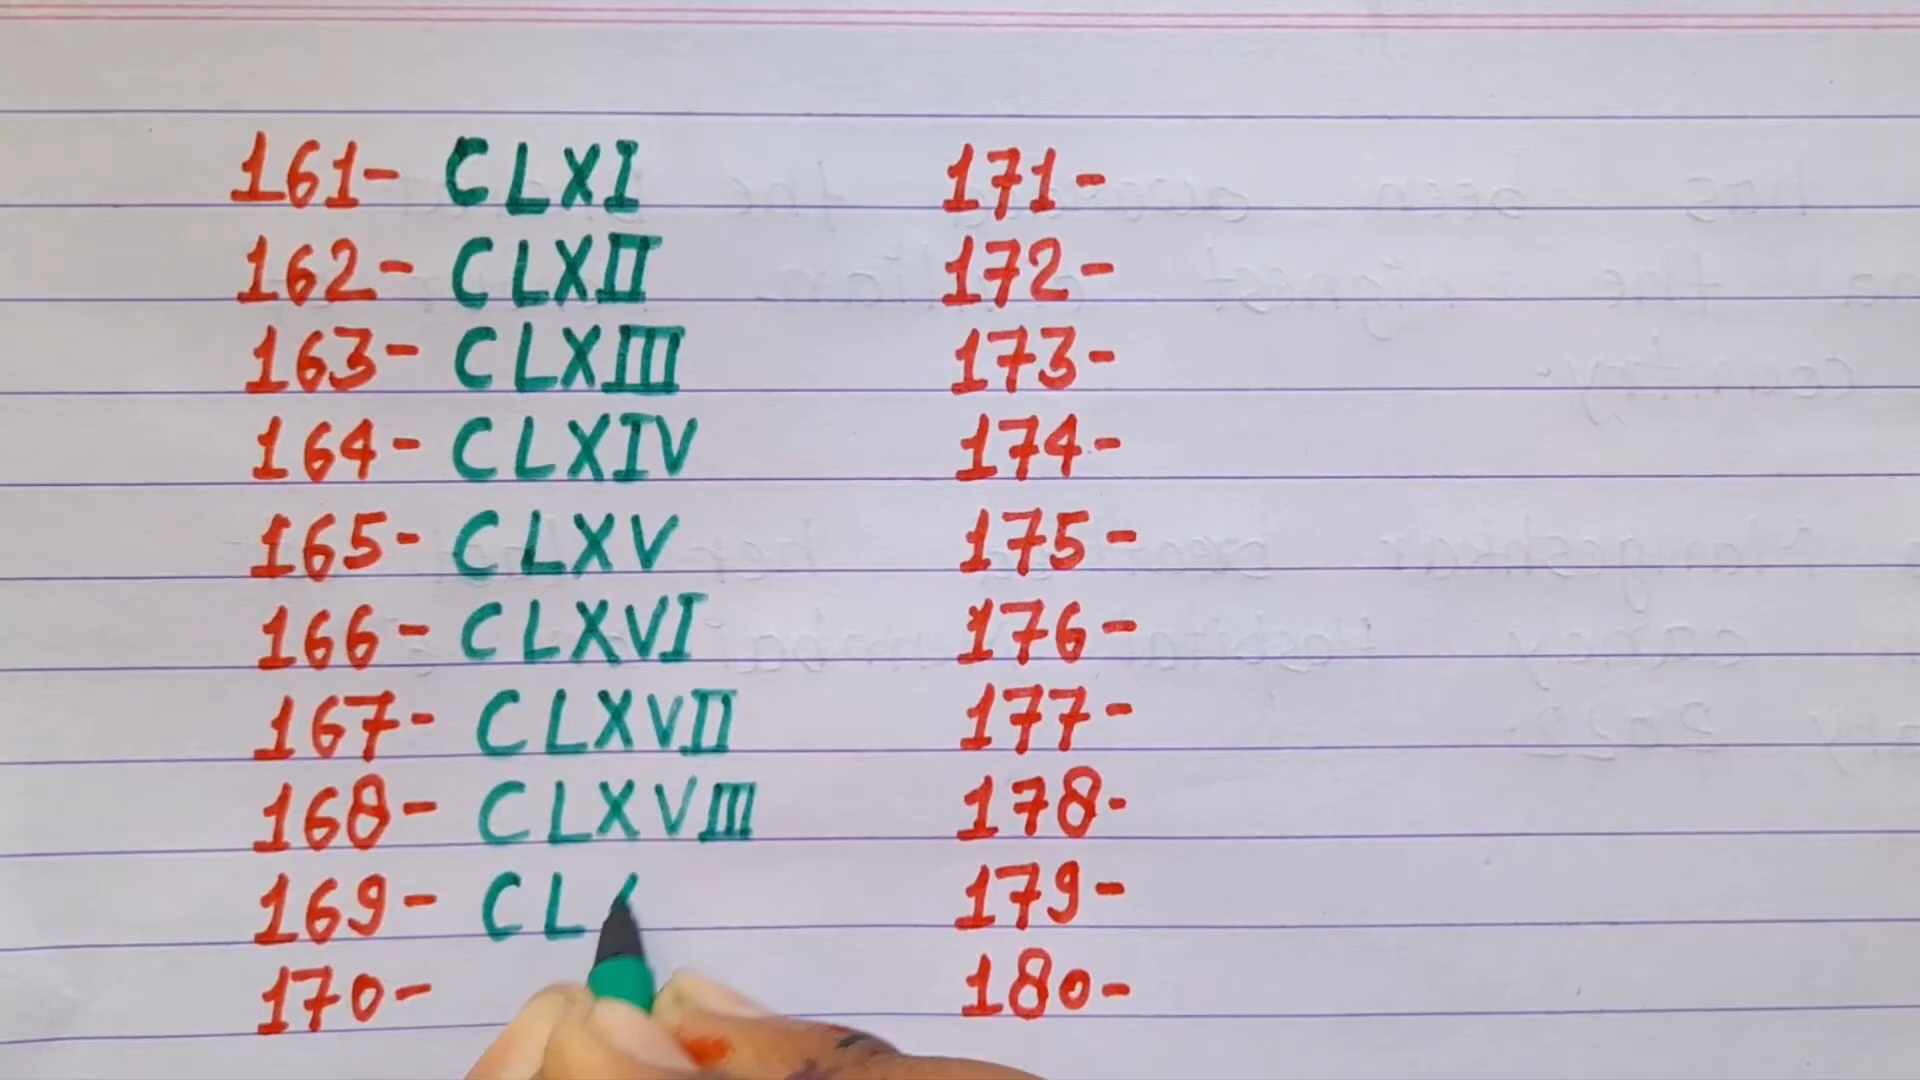 161- CLXI
162- CLXII
163- CLXIII
164- CLXIV
165- CLXV
166- CLXVI
167- CLXVII
168- CLXVIII
169- CL
170-
171-
172-
173-
174-
175-
176-
177-
178-
179-
180-